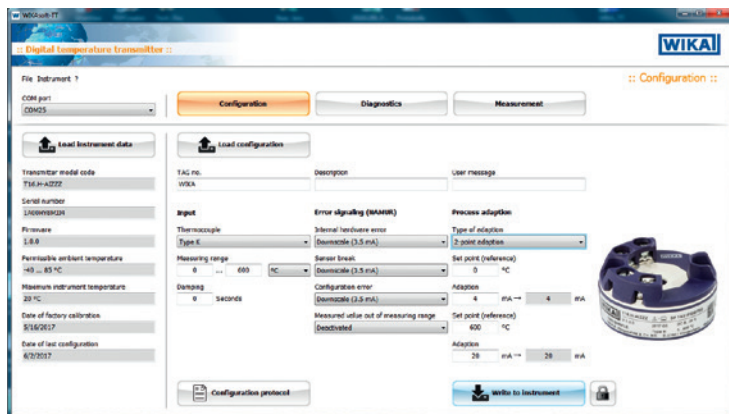 WIKAsoft-TT
:: Digital temperature transmitter ::
WIKA
File Instrument ?
:: Configuration ::
COM port
COM25
Configuration
Diagnostics
Measurement
Load instrument data
Load configuration
Transmitter model code
T16.H-AIZZZ
TAG no.
WIKA
Description
User message
Serial number
Input
Error signaling (NAMUR)
Process adaption
Firmware
1.0.0
Thermocouple
Type K
Internal hardware error
Downscale (3.5 mA)
Type of adaption
2-point adaption
Permissible ambient temperature
-40 ... 85 °C
Measuring range
0 ... 600 °C
Sensor break
Downscale (3.5 mA)
Set point (reference)
0 °C
Maximum instrument temperature
20 °C
Damping
0 Seconds
Configuration error
Downscale (3.5 mA)
Adaption
4 mA → 4 mA
Date of factory calibration
5/16/2017
Measured value out of measuring range
Deactivated
Set point (reference)
600 °C
Date of last configuration
6/2/2017
Adaption
20 mA → 20 mA
Configuration protocol
Write to instrument